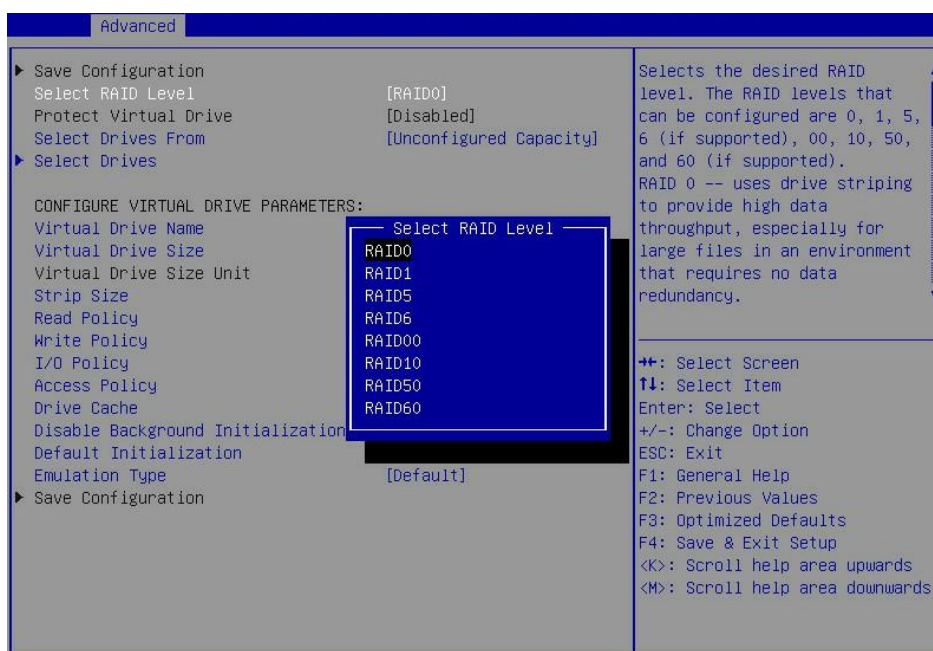 Advanced
Save Configuration
Select RAID Level [RAID0]
Protect Virtual Drive [Disabled]
Select Drives From [Unconfigured Capacity]
Select Drives
CONFIGURE VIRTUAL DRIVE PARAMETERS:
Virtual Drive Name
Virtual Drive Size
Virtual Drive Size Unit
Strip Size
Read Policy
Write Policy
I/O Policy
Access Policy
Drive Cache
Disable Background Initialization
Default Initialization
Emulation Type [Default]
Save Configuration
Select RAID Level
RAID0
RAID1
RAID5
RAID6
RAID00
RAID10
RAID50
RAID60
Selects the desired RAID
level. The RAID levels that
can be configured are 0, 1, 5,
6 (if supported), 00, 10, 50,
and 60 (if supported).
RAID 0 -- uses drive striping
to provide high data
throughput, especially for
large files in an environment
that requires no data
redundancy.
→←: Select Screen
↑↓: Select Item
Enter: Select
+/-: Change Option
ESC: Exit
F1: General Help
F2: Previous Values
F3: Optimized Defaults
F4: Save & Exit Setup
<K>: Scroll help area upwards
<M>: Scroll help area downwards